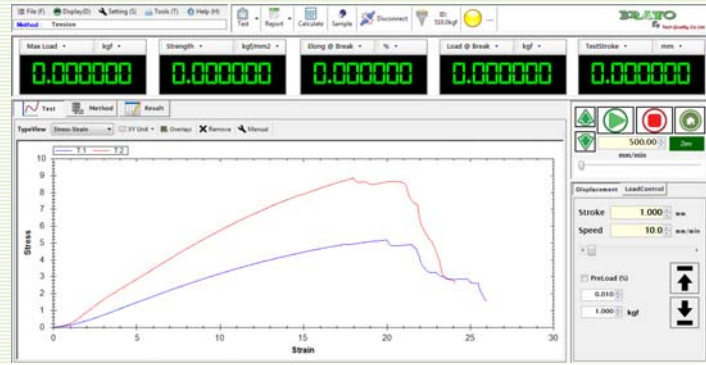 File (F) Display(D) Setting (S) Tools (T) Help (H)
Method : Tension
Test Report Calculate Sample Disconnect
510.0kgf
BRAVO
Max Load kgf Strength kgf/mm2 Elong @ Break % Load @ Break kgf TestStroke mm
0.000000 0.000000 0.000000 0.000000 0.000000
Test Method Result
TypeView Stress-Strain XY Unit Overlays Remove Manual
T.1 T.2
10
9
8
7
6
5
4
3
2
1
0
Stress
0 5 10 15 20 25 30
Strain
500.00 Zero
mm/min
Displacement LoadControl
Stroke 1.000 mm
Speed 10.0 mm/min
PreLoad (%)
0.010
1.000 kgf